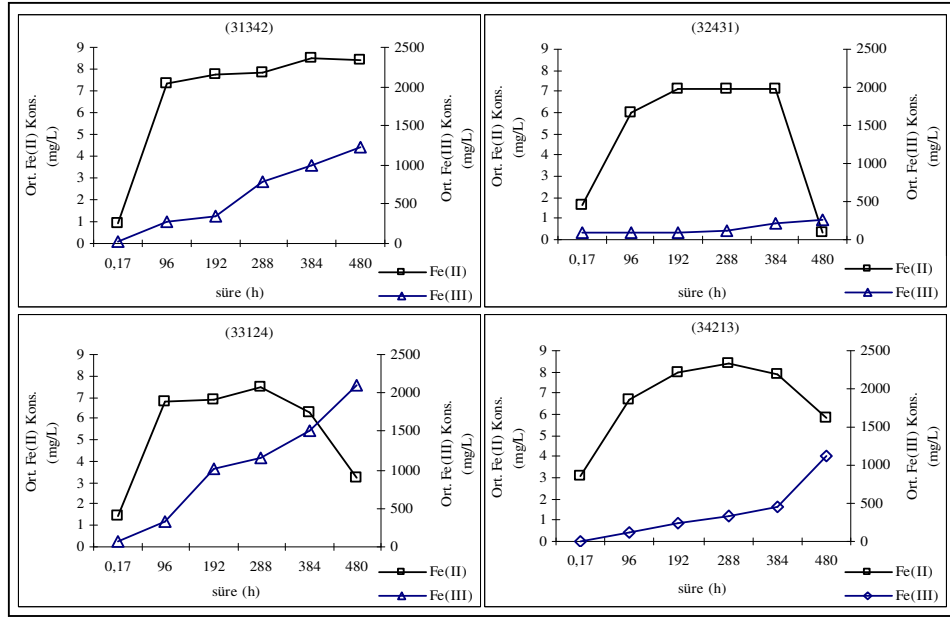 (31342)
Ort. Fe(II) Kons.
(mg/L)
9
8
7
6
5
4
3
2
1
0
2500
2000
1500
1000
500
0
Ort. Fe(III) Kons.
(mg/L)
0,17 96 192 288 384 480
süre (h)
Fe(II)
Fe(III)
(32431)
Ort. Fe(II) Kons.
(mg/L)
9
8
7
6
5
4
3
2
1
0
2500
2000
1500
1000
500
0
Ort. Fe(III) Kons.
(mg/L)
0,17 96 192 288 384 480
süre (h)
Fe(II)
Fe(III)
(33124)
Ort. Fe(II) Kons.
(mg/L)
9
8
7
6
5
4
3
2
1
0
2500
2000
1500
1000
500
0
Ort. Fe(III) Kons.
(mg/L)
0,17 96 192 288 384 480
süre (h)
Fe(II)
Fe(III)
(34213)
Ort. Fe(II) Kons.
(mg/L)
9
8
7
6
5
4
3
2
1
0
2500
2000
1500
1000
500
0
Ort. Fe(III) Kons.
(mg/L)
0,17 96 192 288 384 480
süre (h)
Fe(II)
Fe(III)